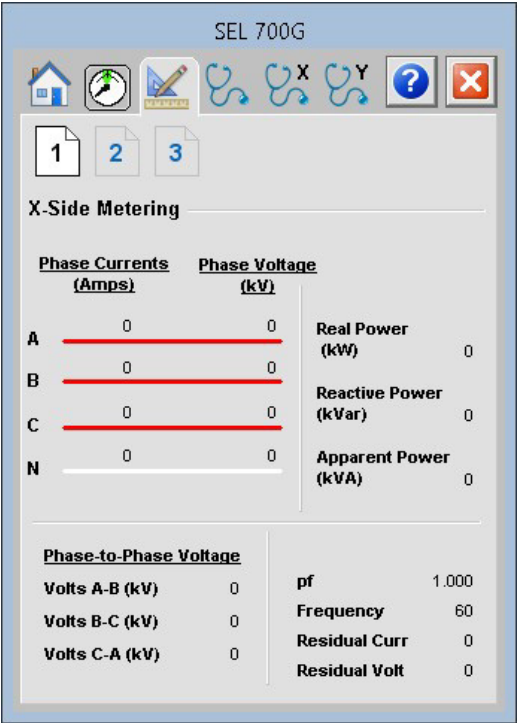 SEL 700G
X Y ?
1 2 3
X-Side Metering
Phase Currents Phase Voltage
(Amps) (kV)
A 0 0
B 0 0
C 0 0
N 0 0
Real Power
(kW) 0
Reactive Power
(kVar) 0
Apparent Power
(kVA) 0
Phase-to-Phase Voltage
Volts A-B (kV) 0
Volts B-C (kV) 0
Volts C-A (kV) 0
pf 1.000
Frequency 60
Residual Curr 0
Residual Volt 0